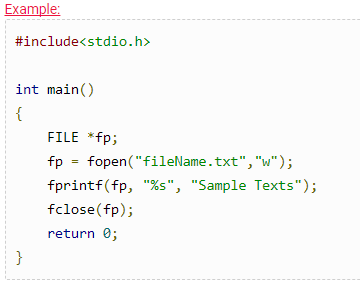 Example:
#include<stdio.h>
int main()
{
FILE *fp;
fp = fopen("fileName.txt","w");
fprintf(fp, "%s", "Sample Texts");
fclose(fp);
return 0;
}